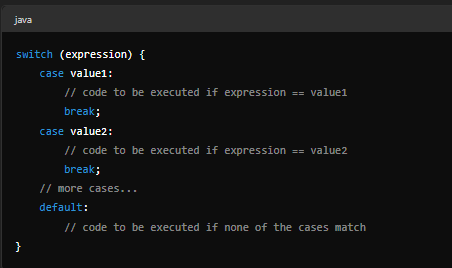 java
switch (expression) {
    case value1:
        // code to be executed if expression == value1
        break;
    case value2:
        // code to be executed if expression == value2
        break;
    // more cases...
    default:
        // code to be executed if none of the cases match
}